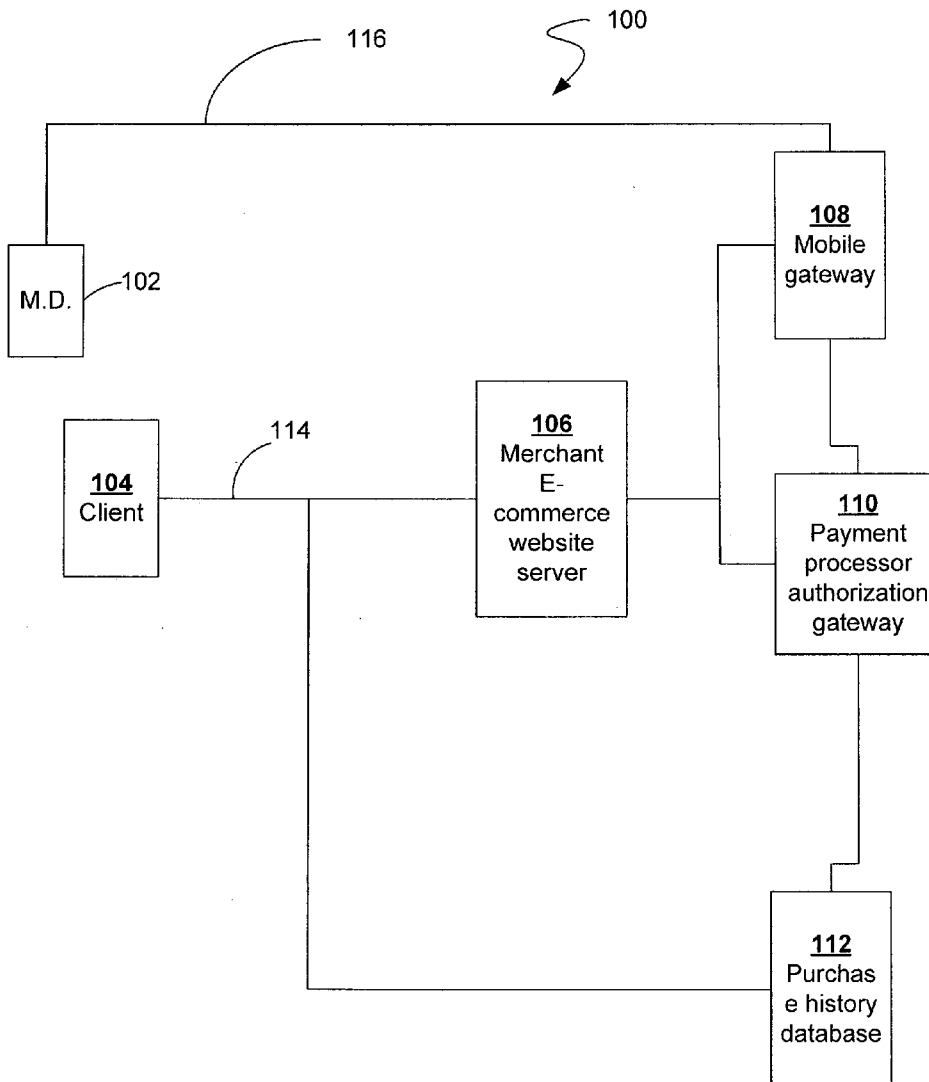 100
116
108
Mobile
gateway
M.D.
102
114
104
Client
106
Merchant
E-
commerce
website
server
110
Payment
processor
authorization
gateway
112
Purchas
e history
database